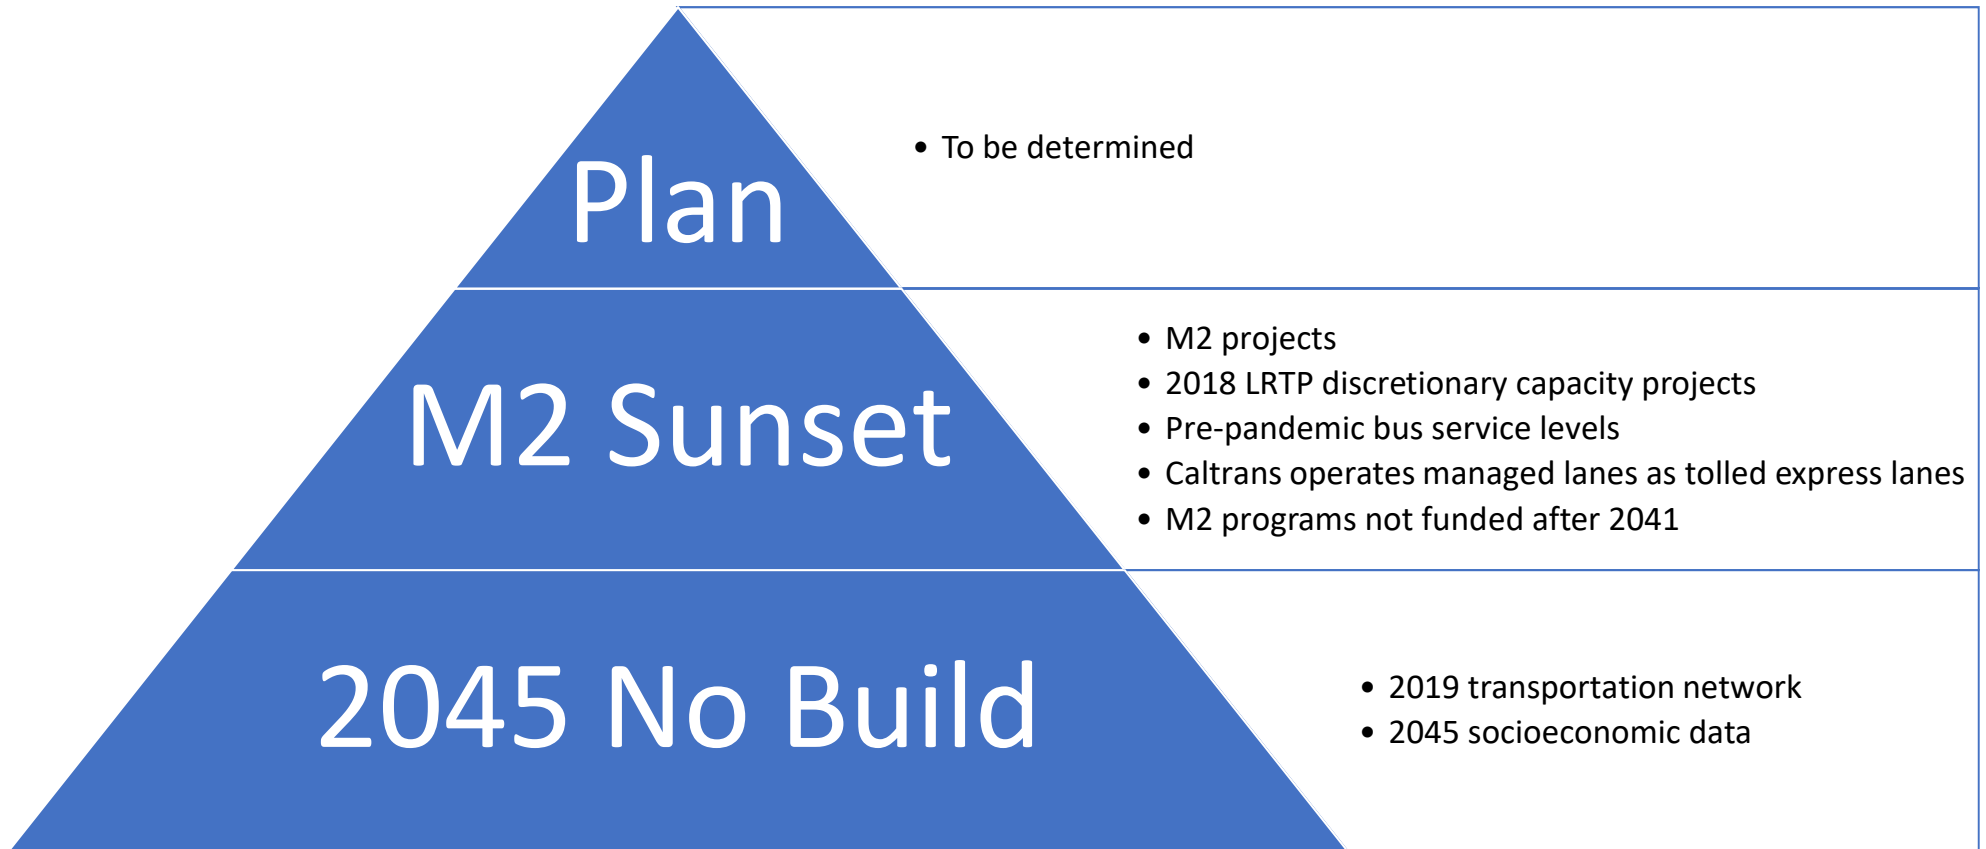 Plan
• To be determined
M2 Sunset
• M2 projects
• 2018 LRTP discretionary capacity projects
• Pre-pandemic bus service levels
• Caltrans operates managed lanes as tolled express lanes
• M2 programs not funded after 2041
2045 No Build
• 2019 transportation network
• 2045 socioeconomic data